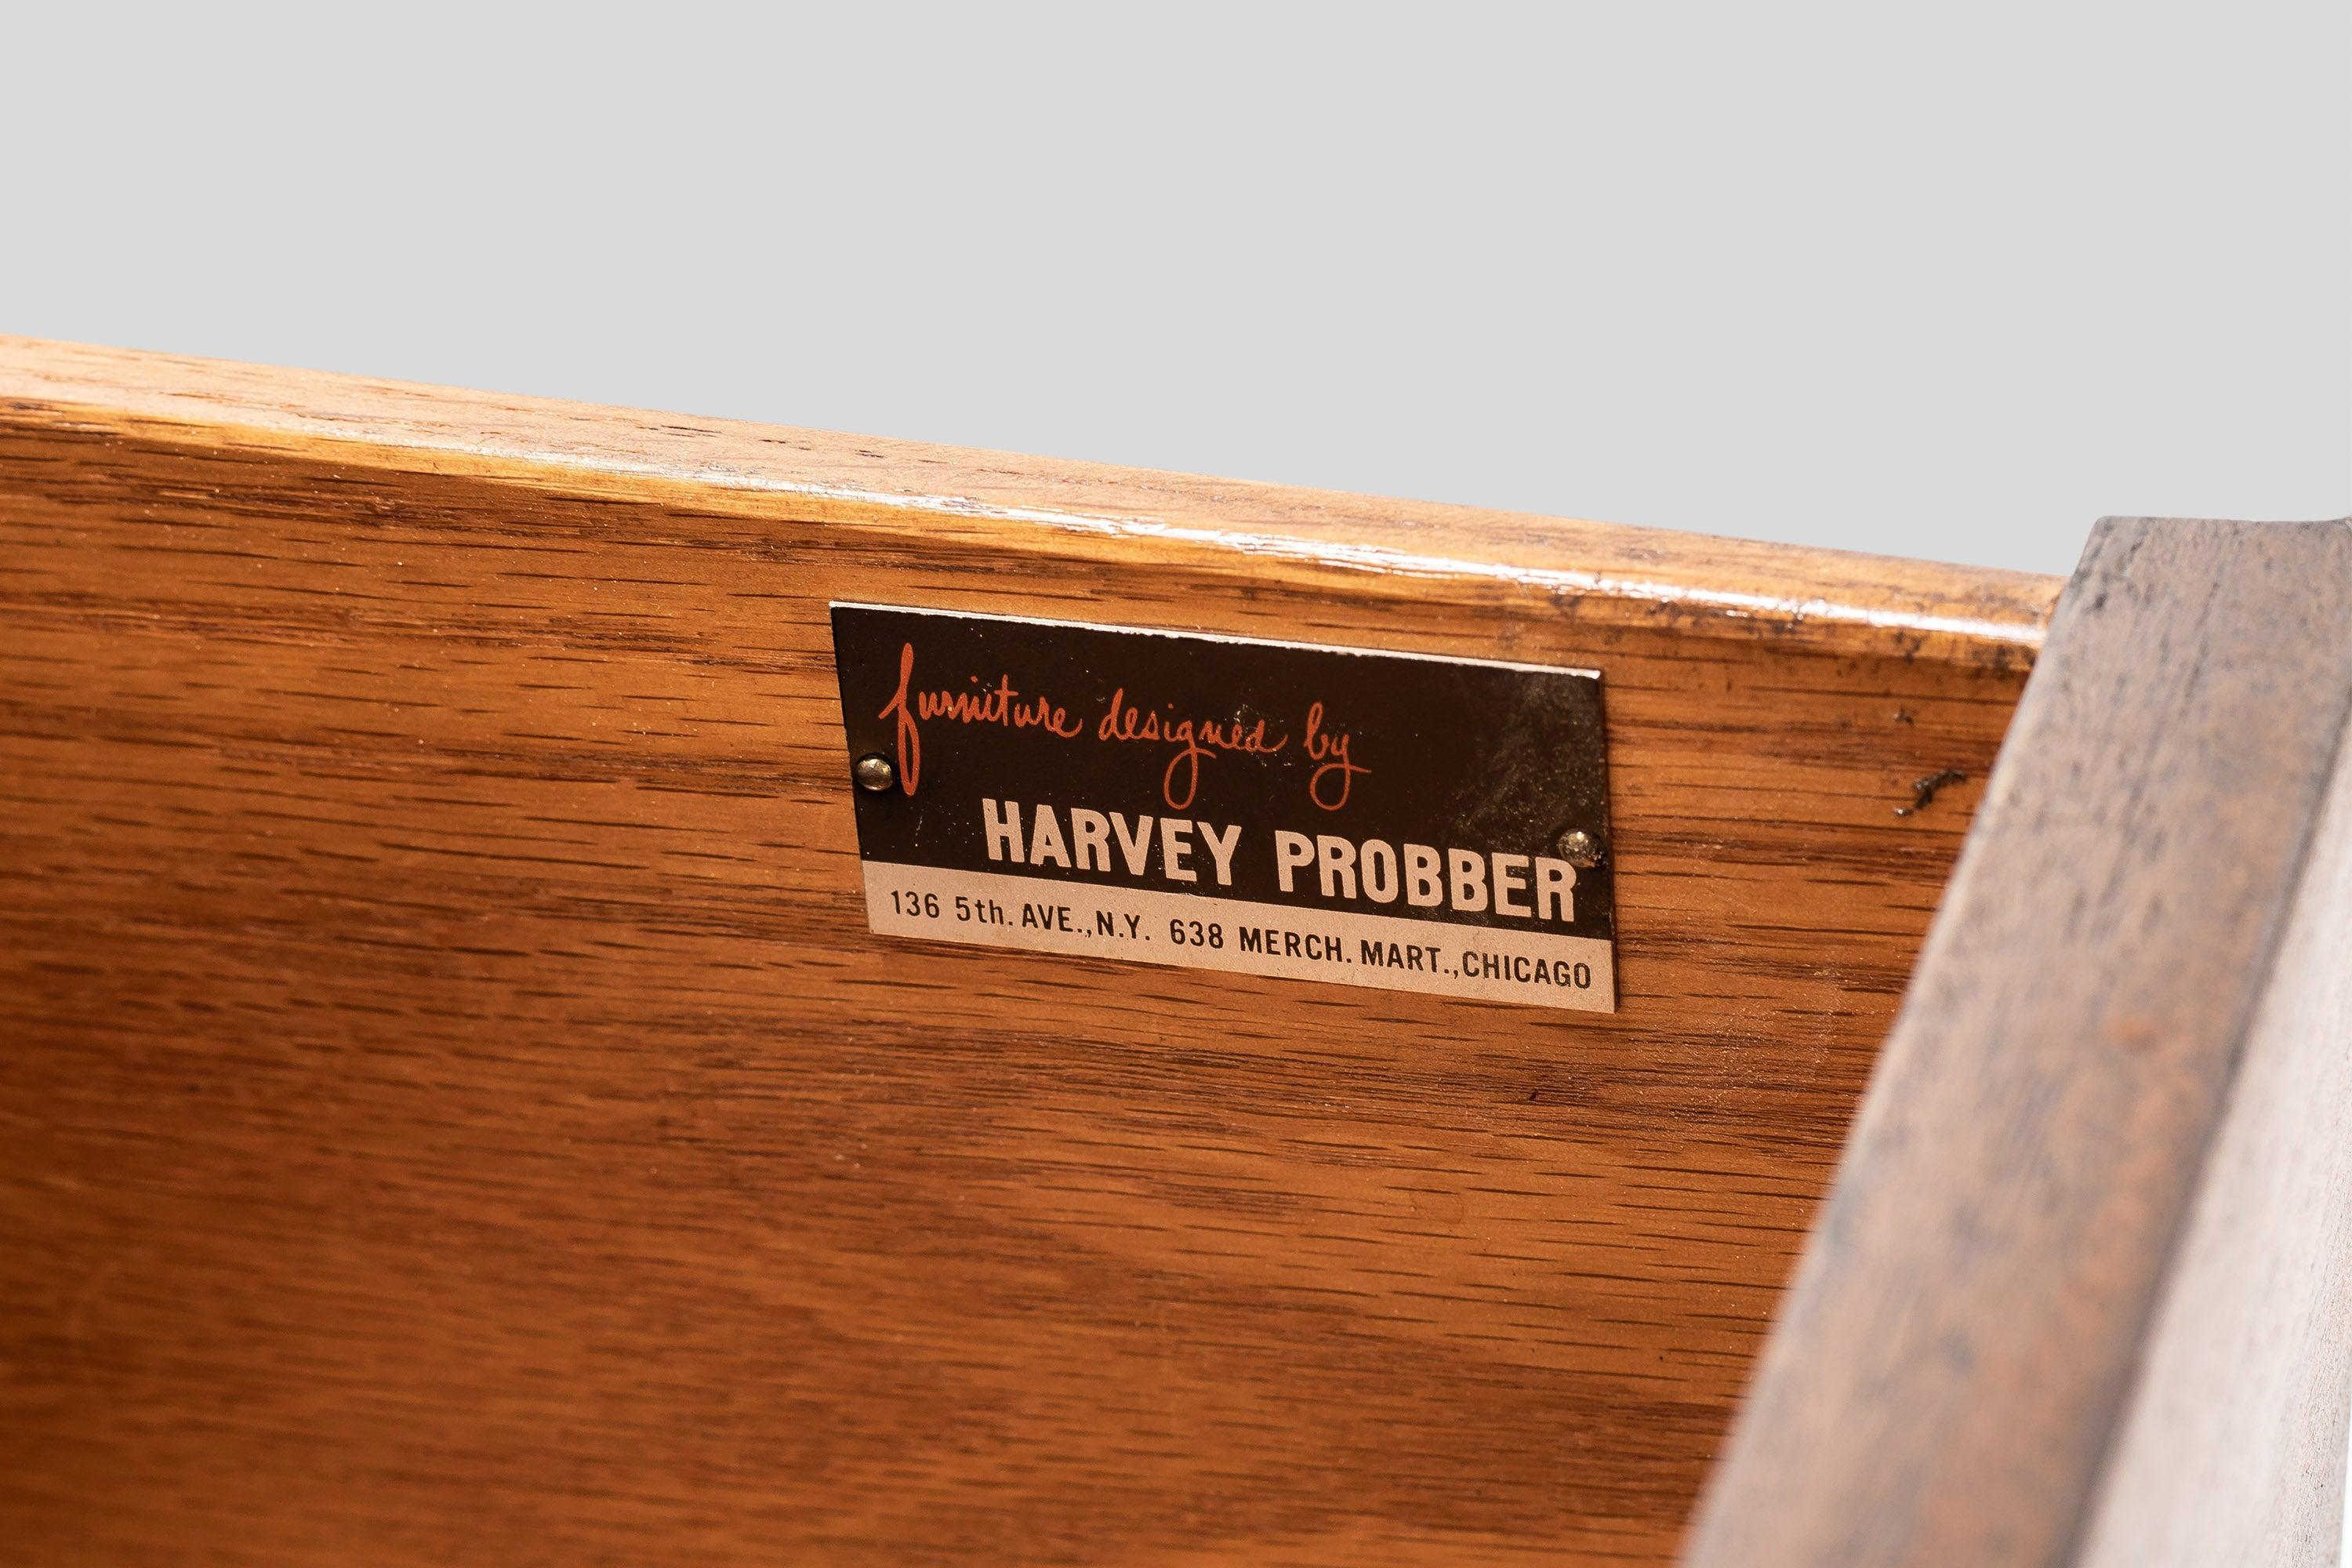 furniture designed by
HARVEY PROBBER
136 5th. AVE., N.Y. 638 MERCH. MART., CHICAGO